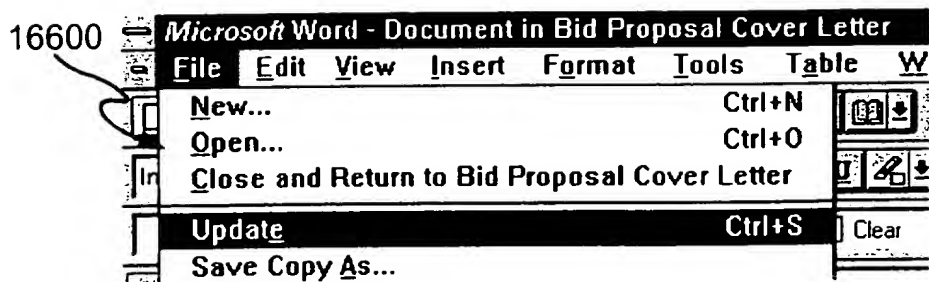 16600
Microsoft Word - Document in Bid Proposal Cover Letter
File Edit View Insert Format Tools Table W
New... Ctrl+N
Open... Ctrl+O
Close and Return to Bid Proposal Cover Letter
Update Ctrl+S Clear
Save Copy As...